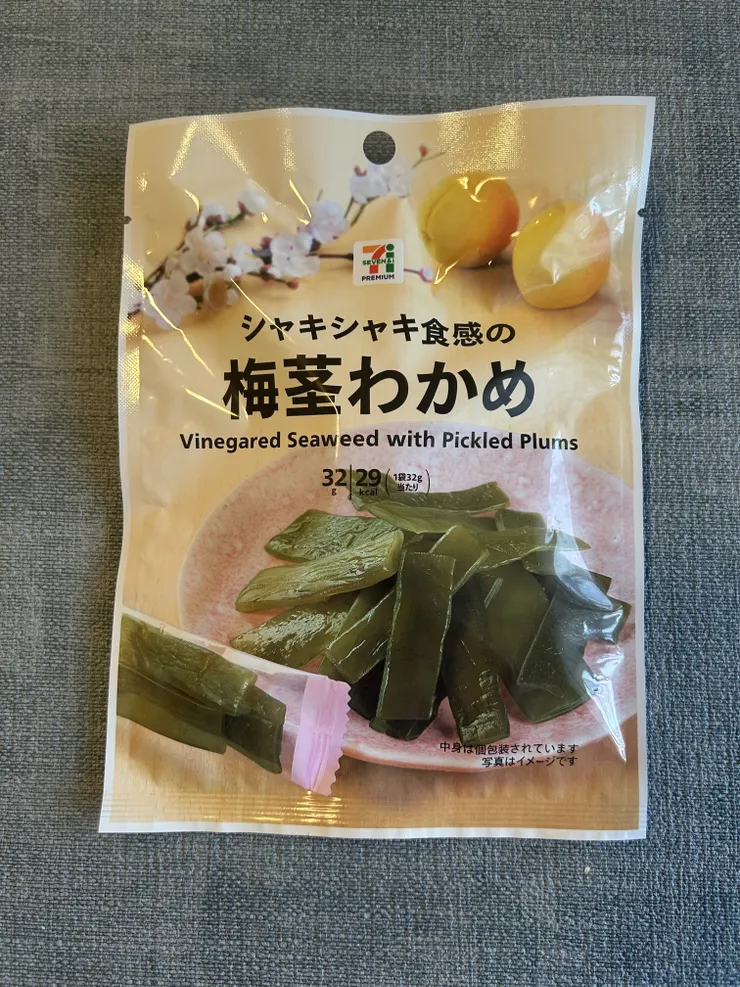 7i
SEVEN&i
PREMIUM
シャキシャキ食感の
梅茎わかめ
Vinegared Seaweed with Pickled Plums
32g 29kcal (1袋32g当たり)
中身は個包装されています
写真はイメージです